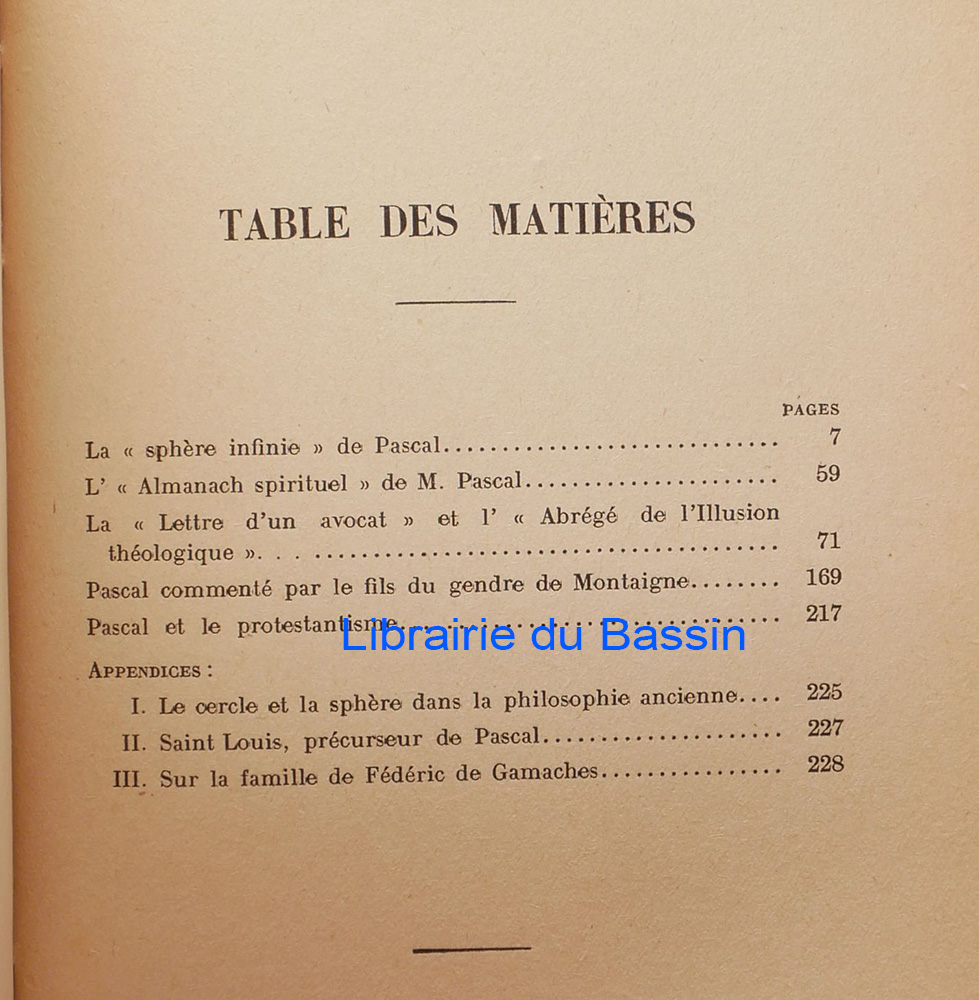 TABLE DES MATIÈRES
PAGES
La « sphère infinie » de Pascal.............................. 7
L' « Almanach spirituel » de M. Pascal....................... 59
La « Lettre d'un avocat » et l' « Abrégé de l'Illusion
théologique ». . . .......................................... 71
Pascal commenté par le fils du gendre de Montaigne........ 169
Pascal et le protestantisme.................................. 217
Librairie du Bassin
APPENDICES :
I. Le cercle et la sphère dans la philosophie ancienne.... 225
II. Saint Louis, précurseur de Pascal...................... 227
III. Sur la famille de Fédéric de Gamaches................. 228